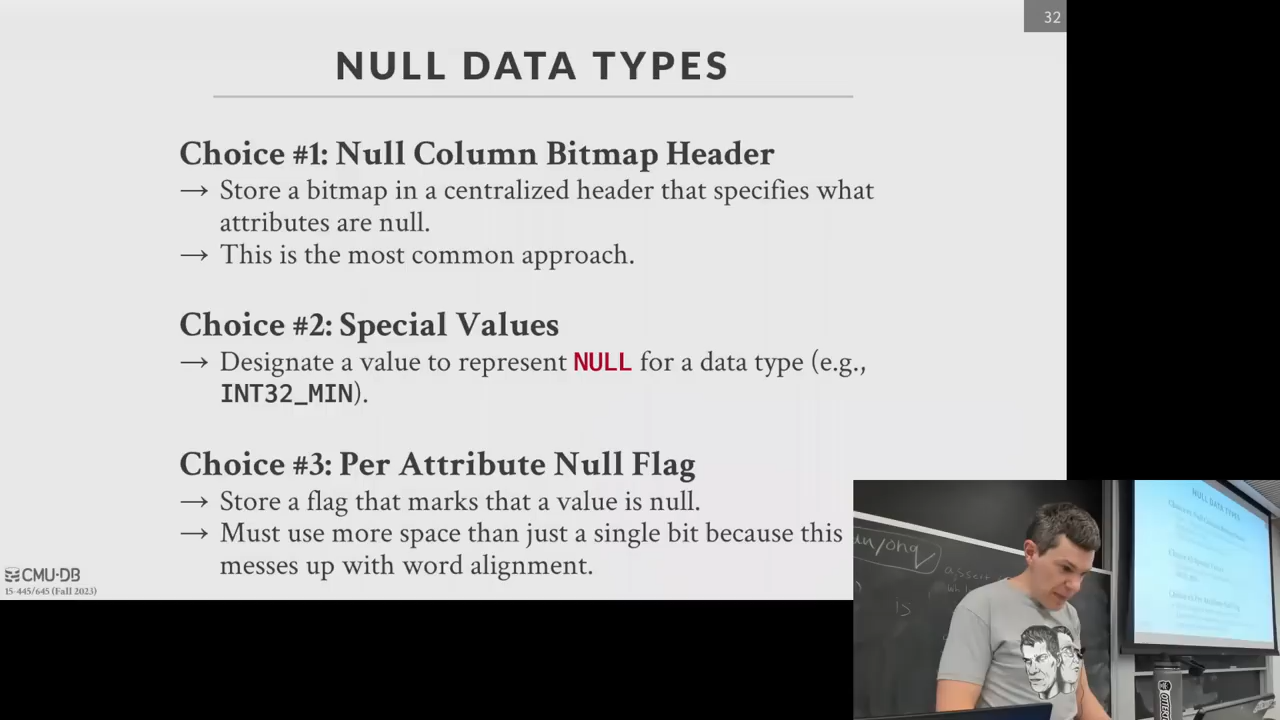 32
NULL DATA TYPES
Choice #1: Null Column Bitmap Header
→ Store a bitmap in a centralized header that specifies what
attributes are null.
→ This is the most common approach.
Choice #2: Special Values
→ Designate a value to represent NULL for a data type (e.g.,
INT32_MIN).
Choice #3: Per Attribute Null Flag
→ Store a flag that marks that a value is null.
→ Must use more space than just a single bit because this
messes up with word alignment.
CMU·DB
15-445/645 (Fall 2023)
NULL DATA TYPES